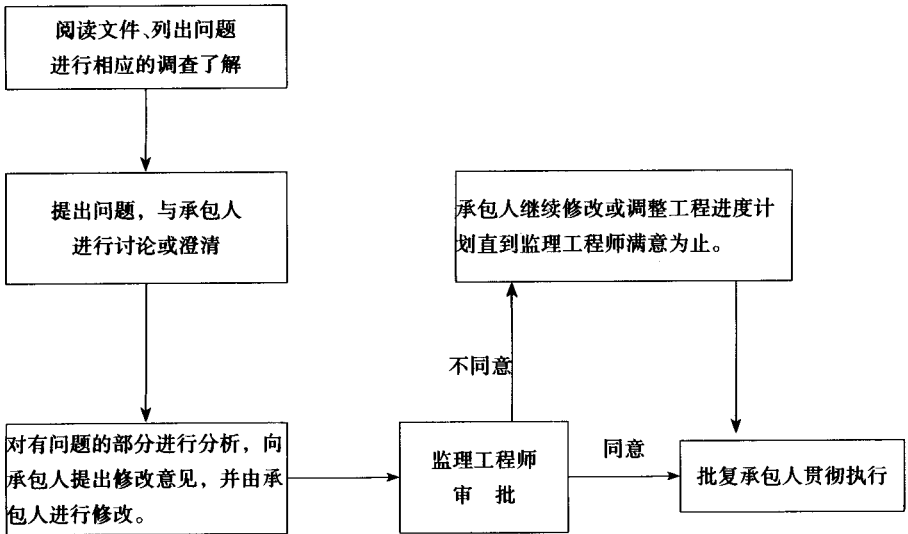 阅读文件、列出问题
进行相应的调查了解
提出问题，与承包人
进行讨论或澄清
对有问题的部分进行分析，向
承包人提出修改意见，并由承
包人进行修改。
监理工程师
审 批
不同意
承包人继续修改或调整工程进度计
划直到监理工程师满意为止。
同意
批复承包人贯彻执行